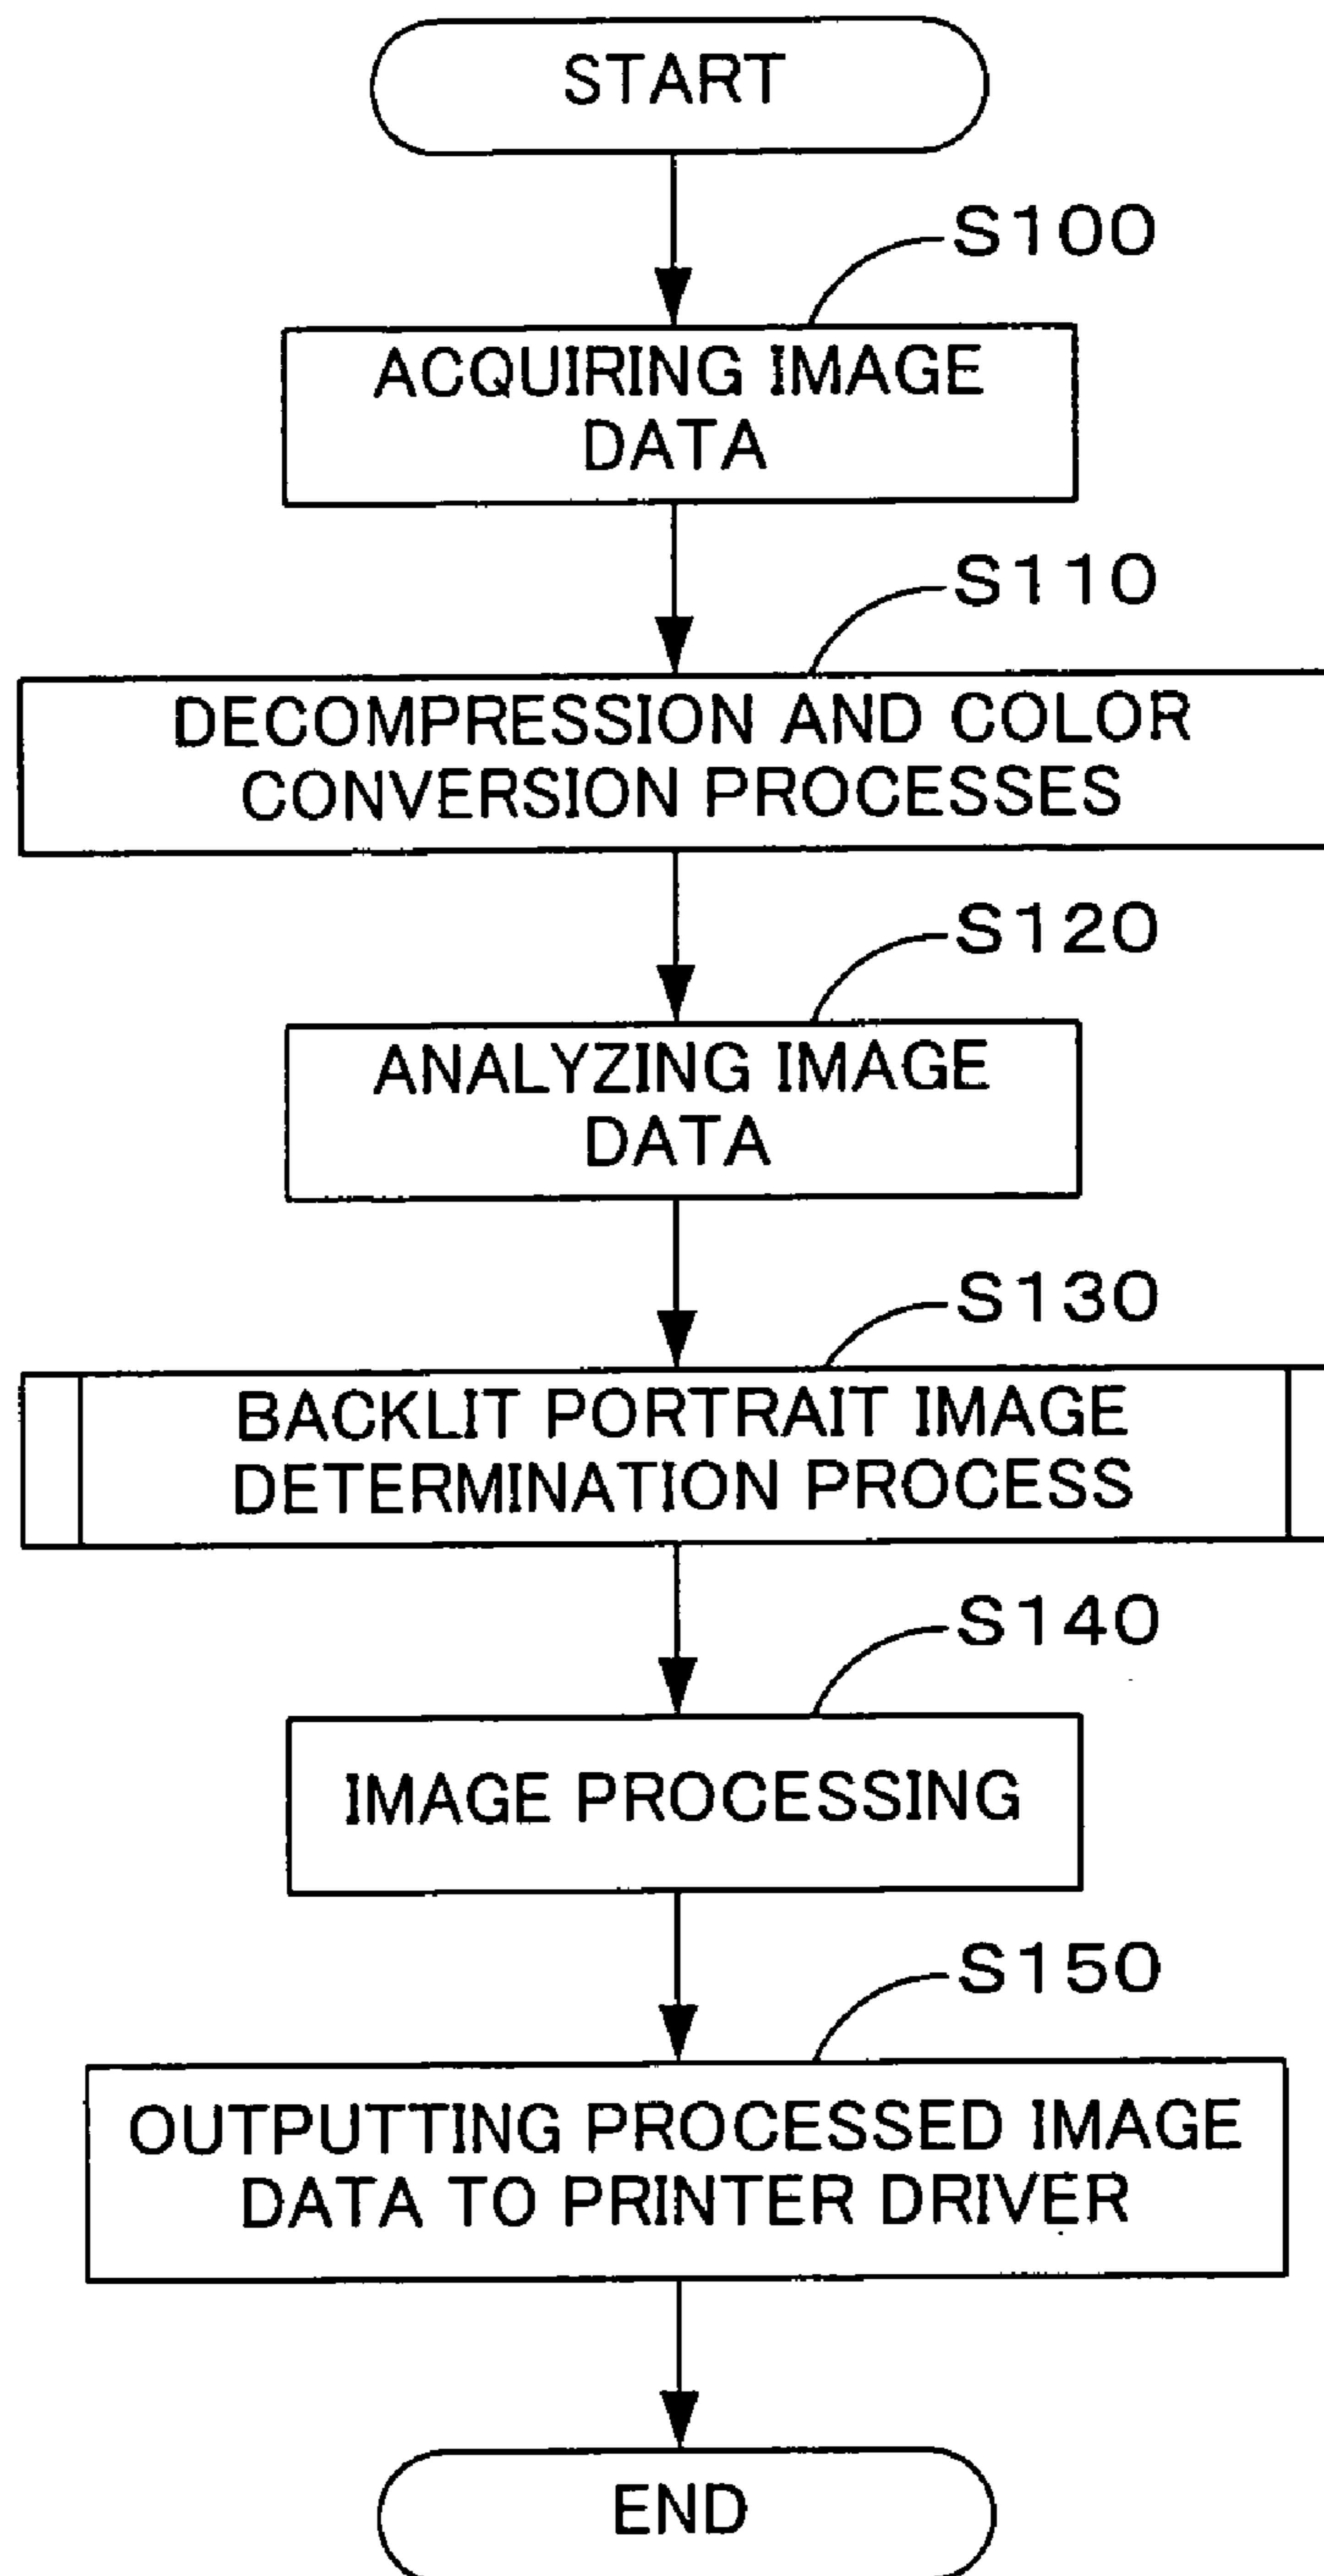 START
S100
ACQUIRING IMAGE
DATA
S110
DECOMPRESSION AND COLOR
CONVERSION PROCESSES
S120
ANALYZING IMAGE
DATA
S130
BACKLIT PORTRAIT IMAGE
DETERMINATION PROCESS
S140
IMAGE PROCESSING
S150
OUTPUTTING PROCESSED IMAGE
DATA TO PRINTER DRIVER
END